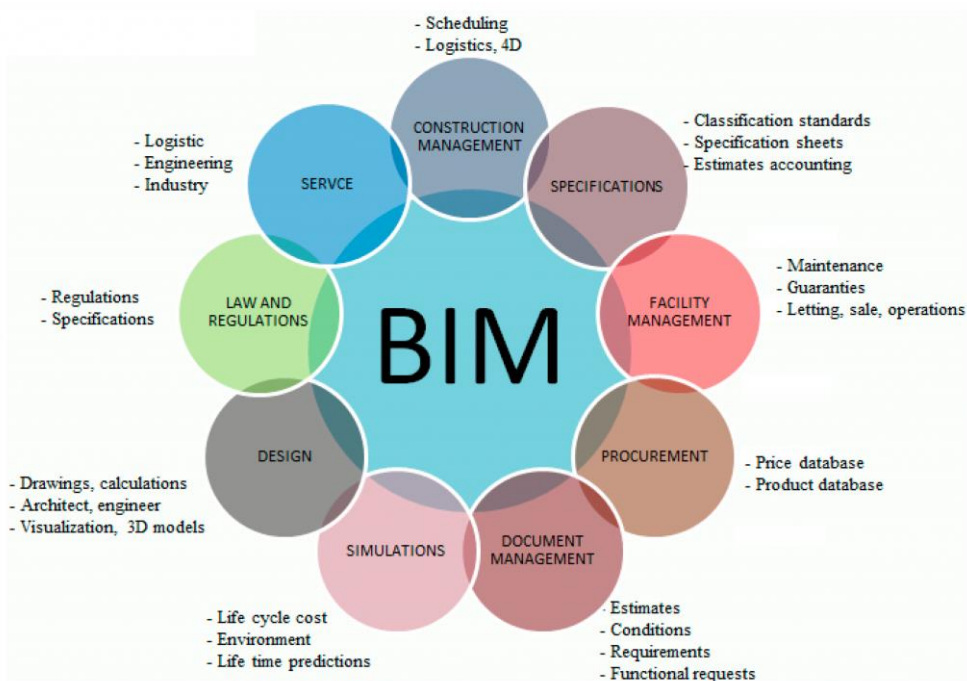 - Scheduling
- Logistics, 4D
CONSTRUCTION
MANAGEMENT
- Classification standards
- Specification sheets
- Estimates accounting
SPECIFICATIONS
- Maintenance
- Guaranties
- Letting, sale, operations
FACILITY
MANAGEMENT
PROCUREMENT
- Price database
- Product database
DOCUMENT
MANAGEMENT
- Estimates
- Conditions
- Requirements
- Functional requests
SIMULATIONS
- Life cycle cost
- Environment
- Life time predictions
DESIGN
- Drawings, calculations
- Architect, engineer
- Visualization, 3D models
LAW AND
REGULATIONS
- Regulations
- Specifications
SERVCE
- Logistic
- Engineering
- Industry
BIM